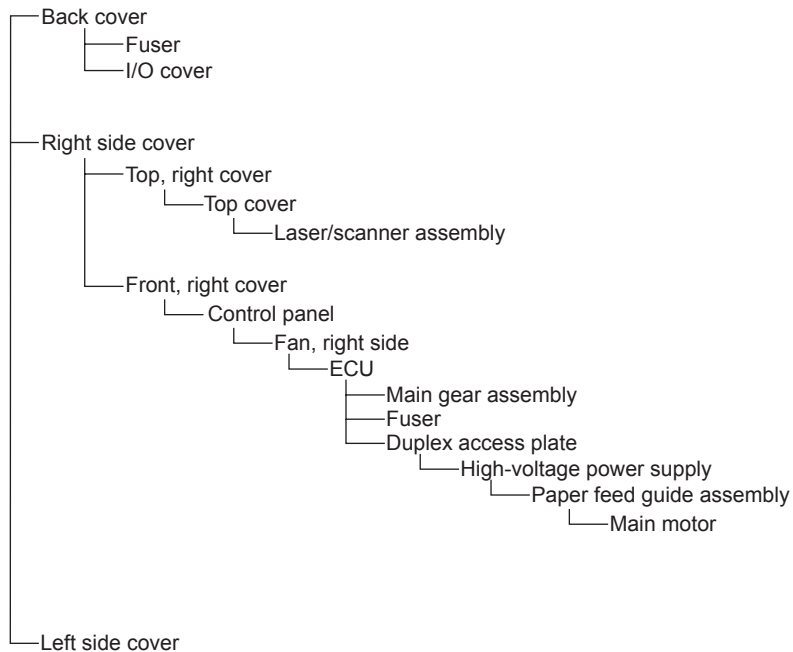 Back cover
Fuser
I/O cover
Right side cover
Top, right cover
Top cover
Laser/scanner assembly
Front, right cover
Control panel
Fan, right side
ECU
Main gear assembly
Fuser
Duplex access plate
High-voltage power supply
Paper feed guide assembly
Main motor
Left side cover